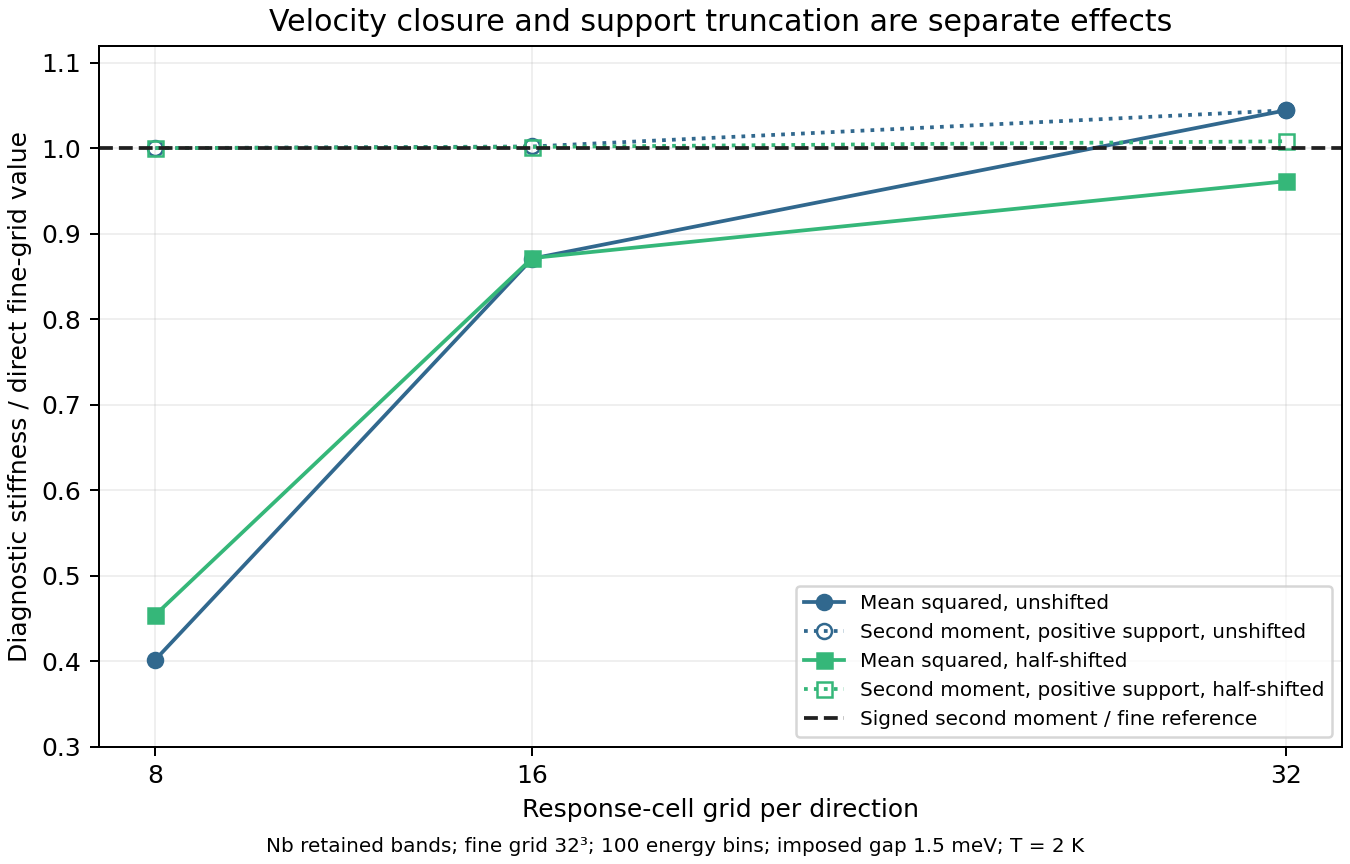 Velocity closure and support truncation are separate effects
Diagnostic stiffness / direct fine-grid value
1.1
1.0
0.9
0.8
0.7
0.6
0.5
0.4
0.3
Mean squared, unshifted
Second moment, positive support, unshifted
Mean squared, half-shifted
Second moment, positive support, half-shifted
Signed second moment / fine reference
8 16 32
Response-cell grid per direction
Nb retained bands; fine grid 32³; 100 energy bins; imposed gap 1.5 meV; T = 2 K